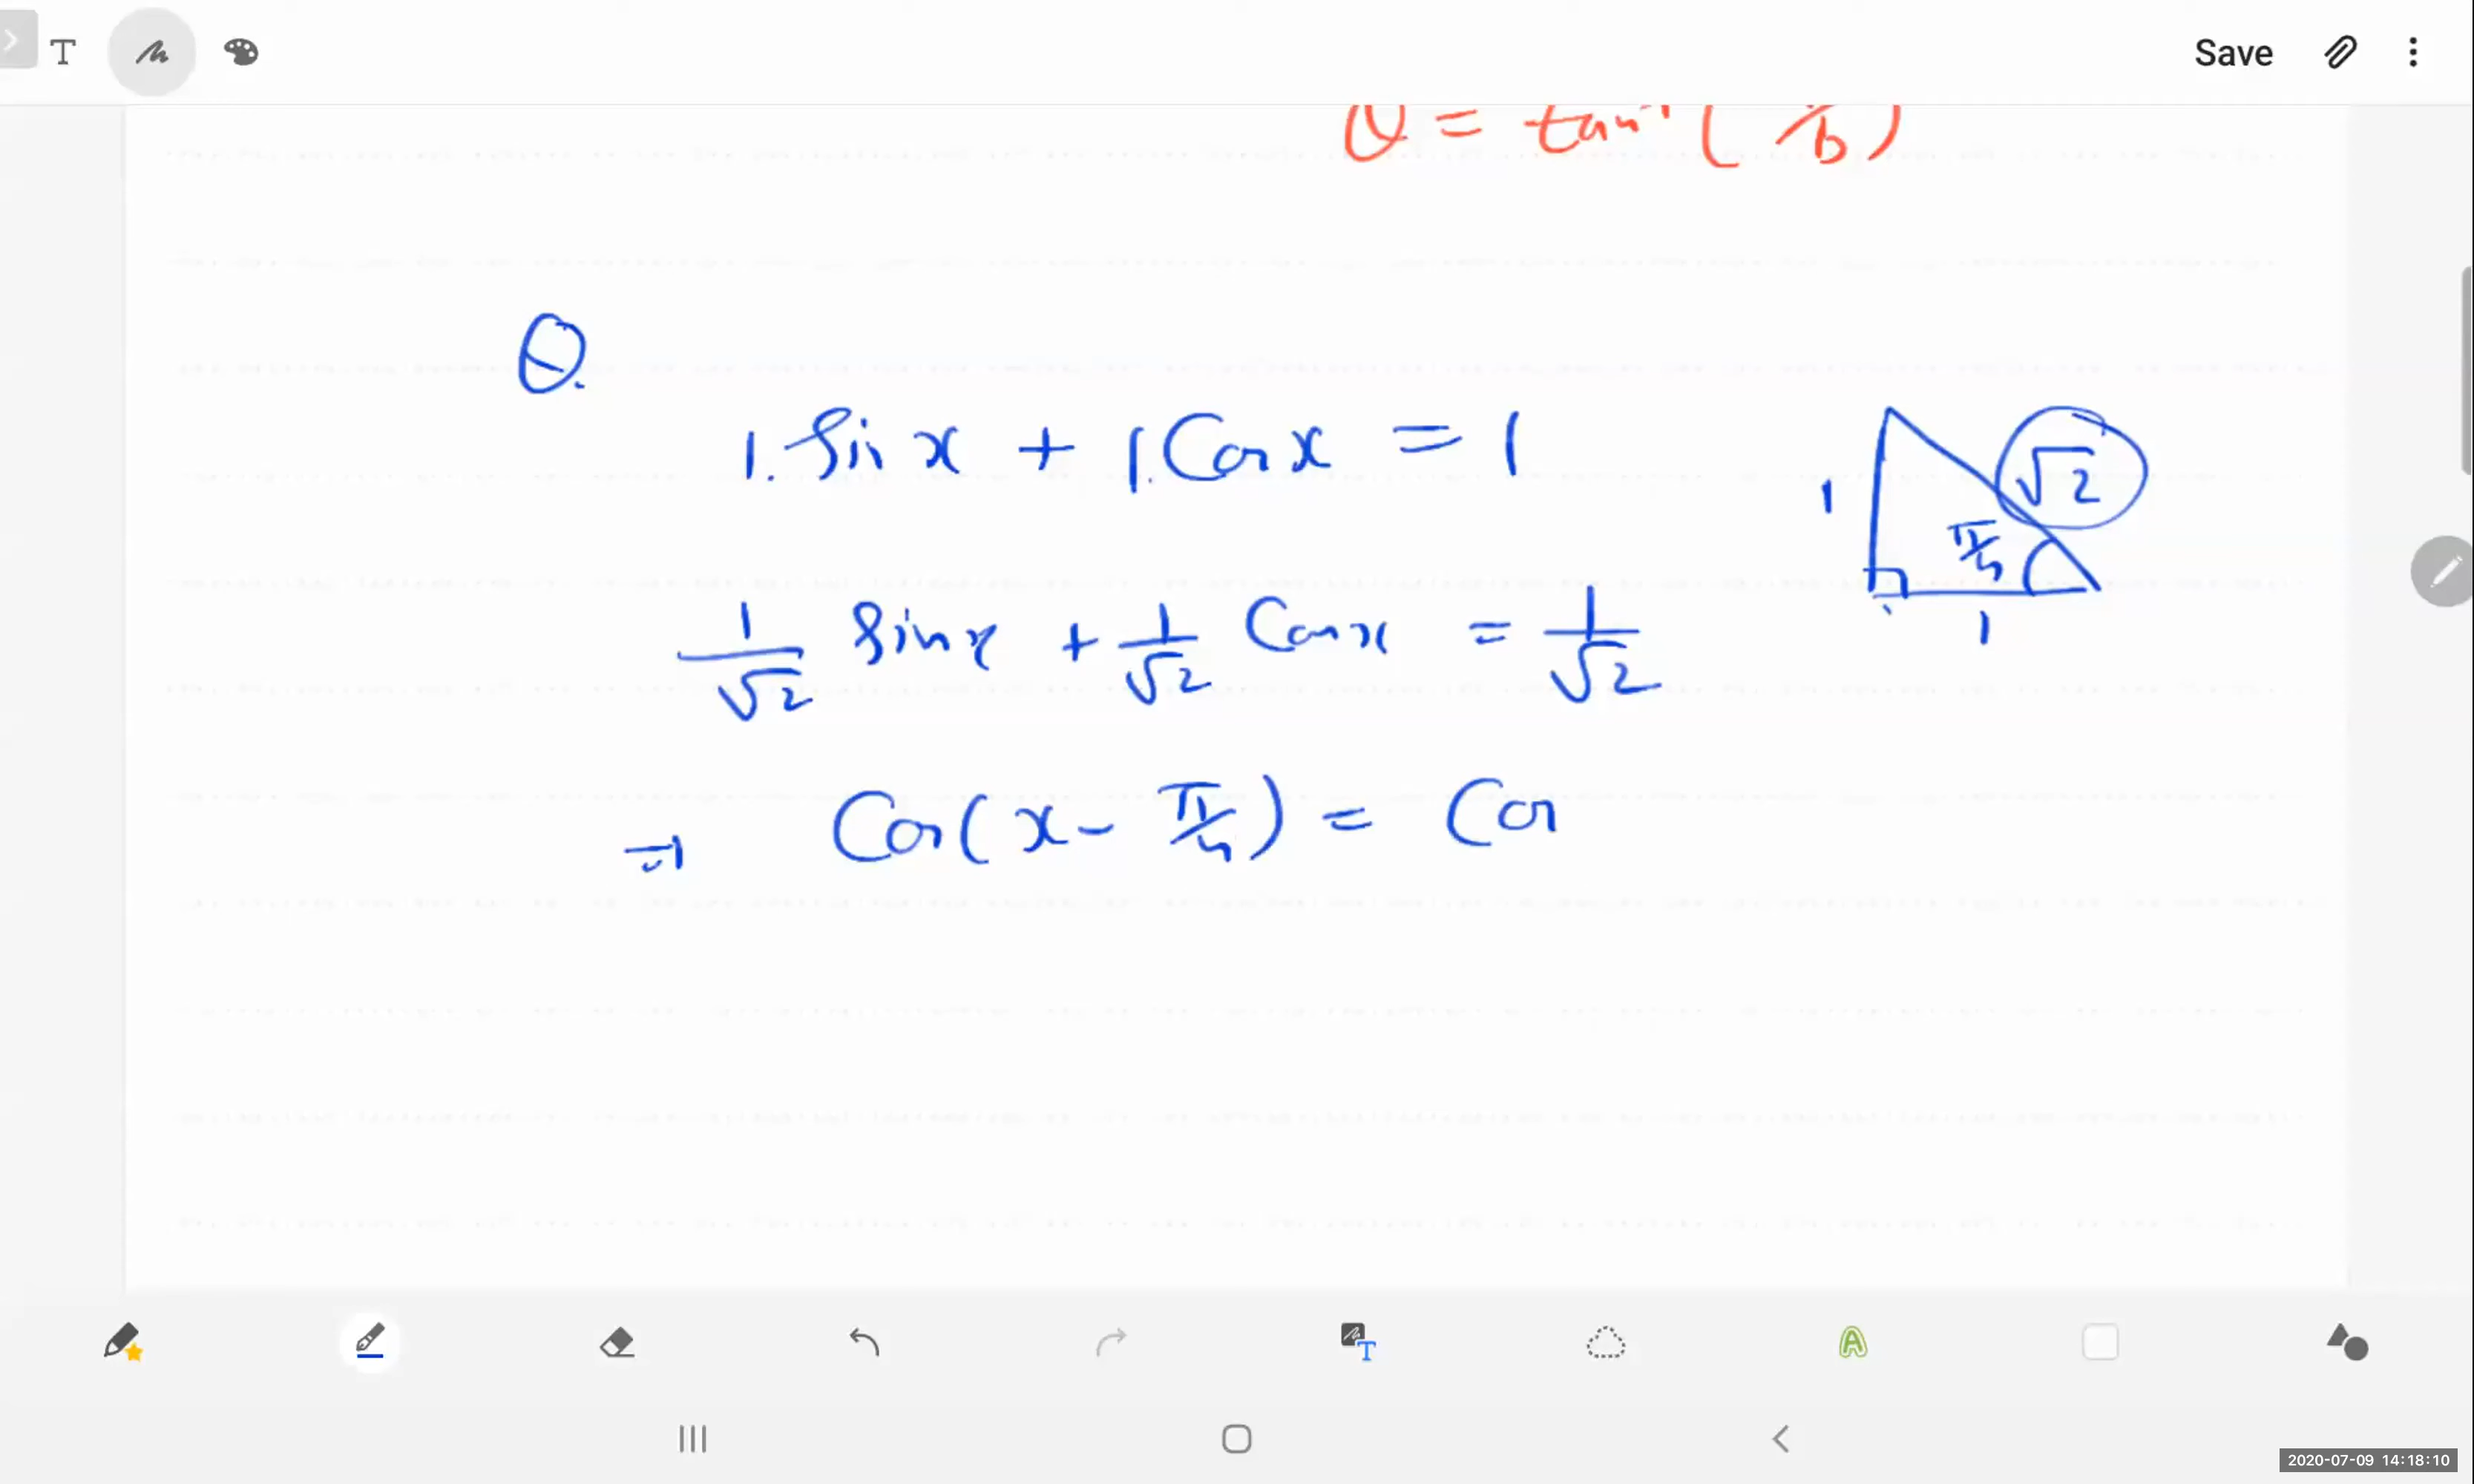 T Save
θ = tan⁻¹ ( /b)
Q.
1. Sin x + 1. Cos x = 1
1 √2 π/4 1
1/√2 Sin x + 1/√2 Cos x = 1/√2
⇒ Cos(x - π/4) = Cos
T A
2020-07-09 14:18:10